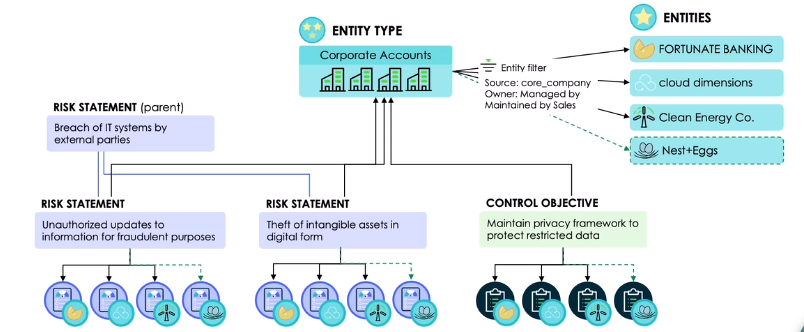 ENTITY TYPE
ENTITIES
Corporate Accounts
Entity filter
Source: core_company
Owner: Managed by
Maintained by Sales
FORTUNATE BANKING
cloud dimensions
Clean Energy Co.
Nest+Eggs
RISK STATEMENT (parent)
Breach of IT systems by
external parties
RISK STATEMENT
Unauthorized updates to
information for fraudulent purposes
RISK STATEMENT
Theft of intangible assets in
digital form
CONTROL OBJECTIVE
Maintain privacy framework to
protect restricted data